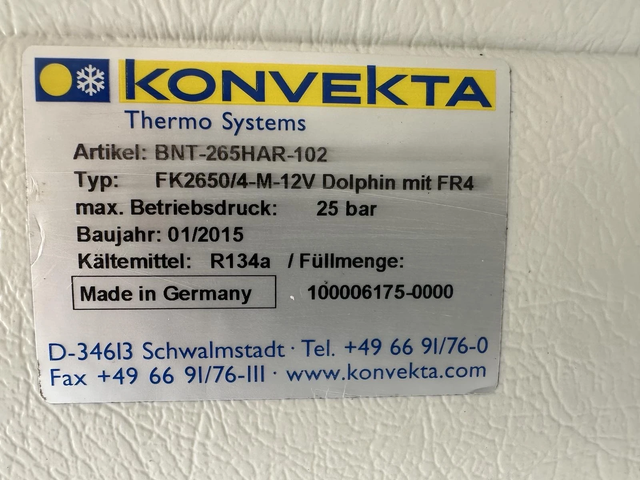 KONVEKTA
Thermo Systems
Artikel: BNT-265HAR-102
Typ: FK2650/4-M-12V Dolphin mit FR4
max. Betriebsdruck: 25 bar
Baujahr: 01/2015
Kältemittel: R134a / Füllmenge:
Made in Germany 100006175-0000
D-34613 Schwalmstadt · Tel. +49 66 91/76-0
Fax +49 66 91/76-111 · www.konvekta.com